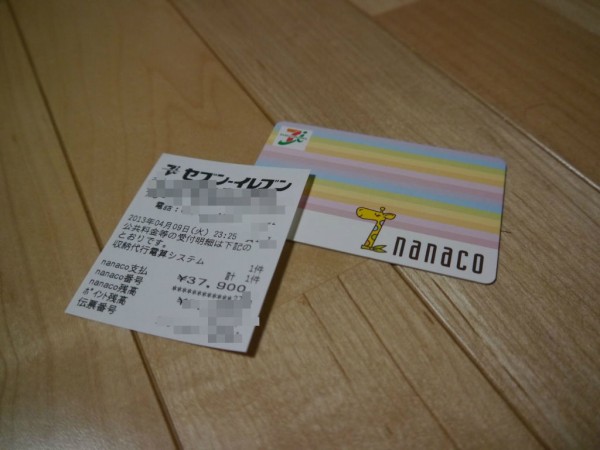 セブン-イレブン
電話:
2013年04月09日(火) 23:25
公共料金等の受付明細は下記の
とおりです。
収納代行電算システム 1件
計 1件
nanaco支払 ¥37,900
nanaco番号 ************
nanaco残高 ¥
ポイント残高
伝票番号
nanaco